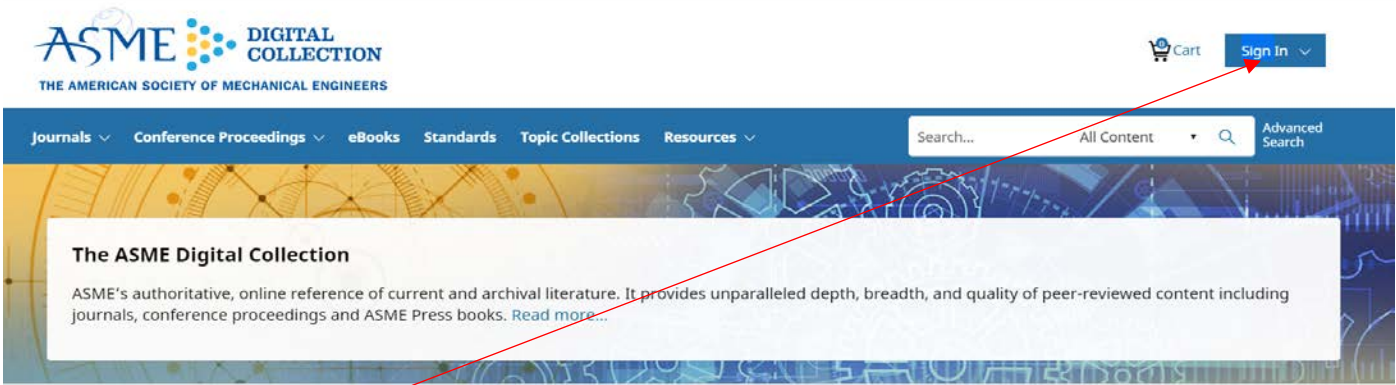 ASME DIGITAL COLLECTION
THE AMERICAN SOCIETY OF MECHANICAL ENGINEERS
0 Cart Sign In
Journals Conference Proceedings eBooks Standards Topic Collections Resources Search... All Content Advanced Search
The ASME Digital Collection
ASME's authoritative, online reference of current and archival literature. It provides unparalleled depth, breadth, and quality of peer-reviewed content including
journals, conference proceedings and ASME Press books. Read more...